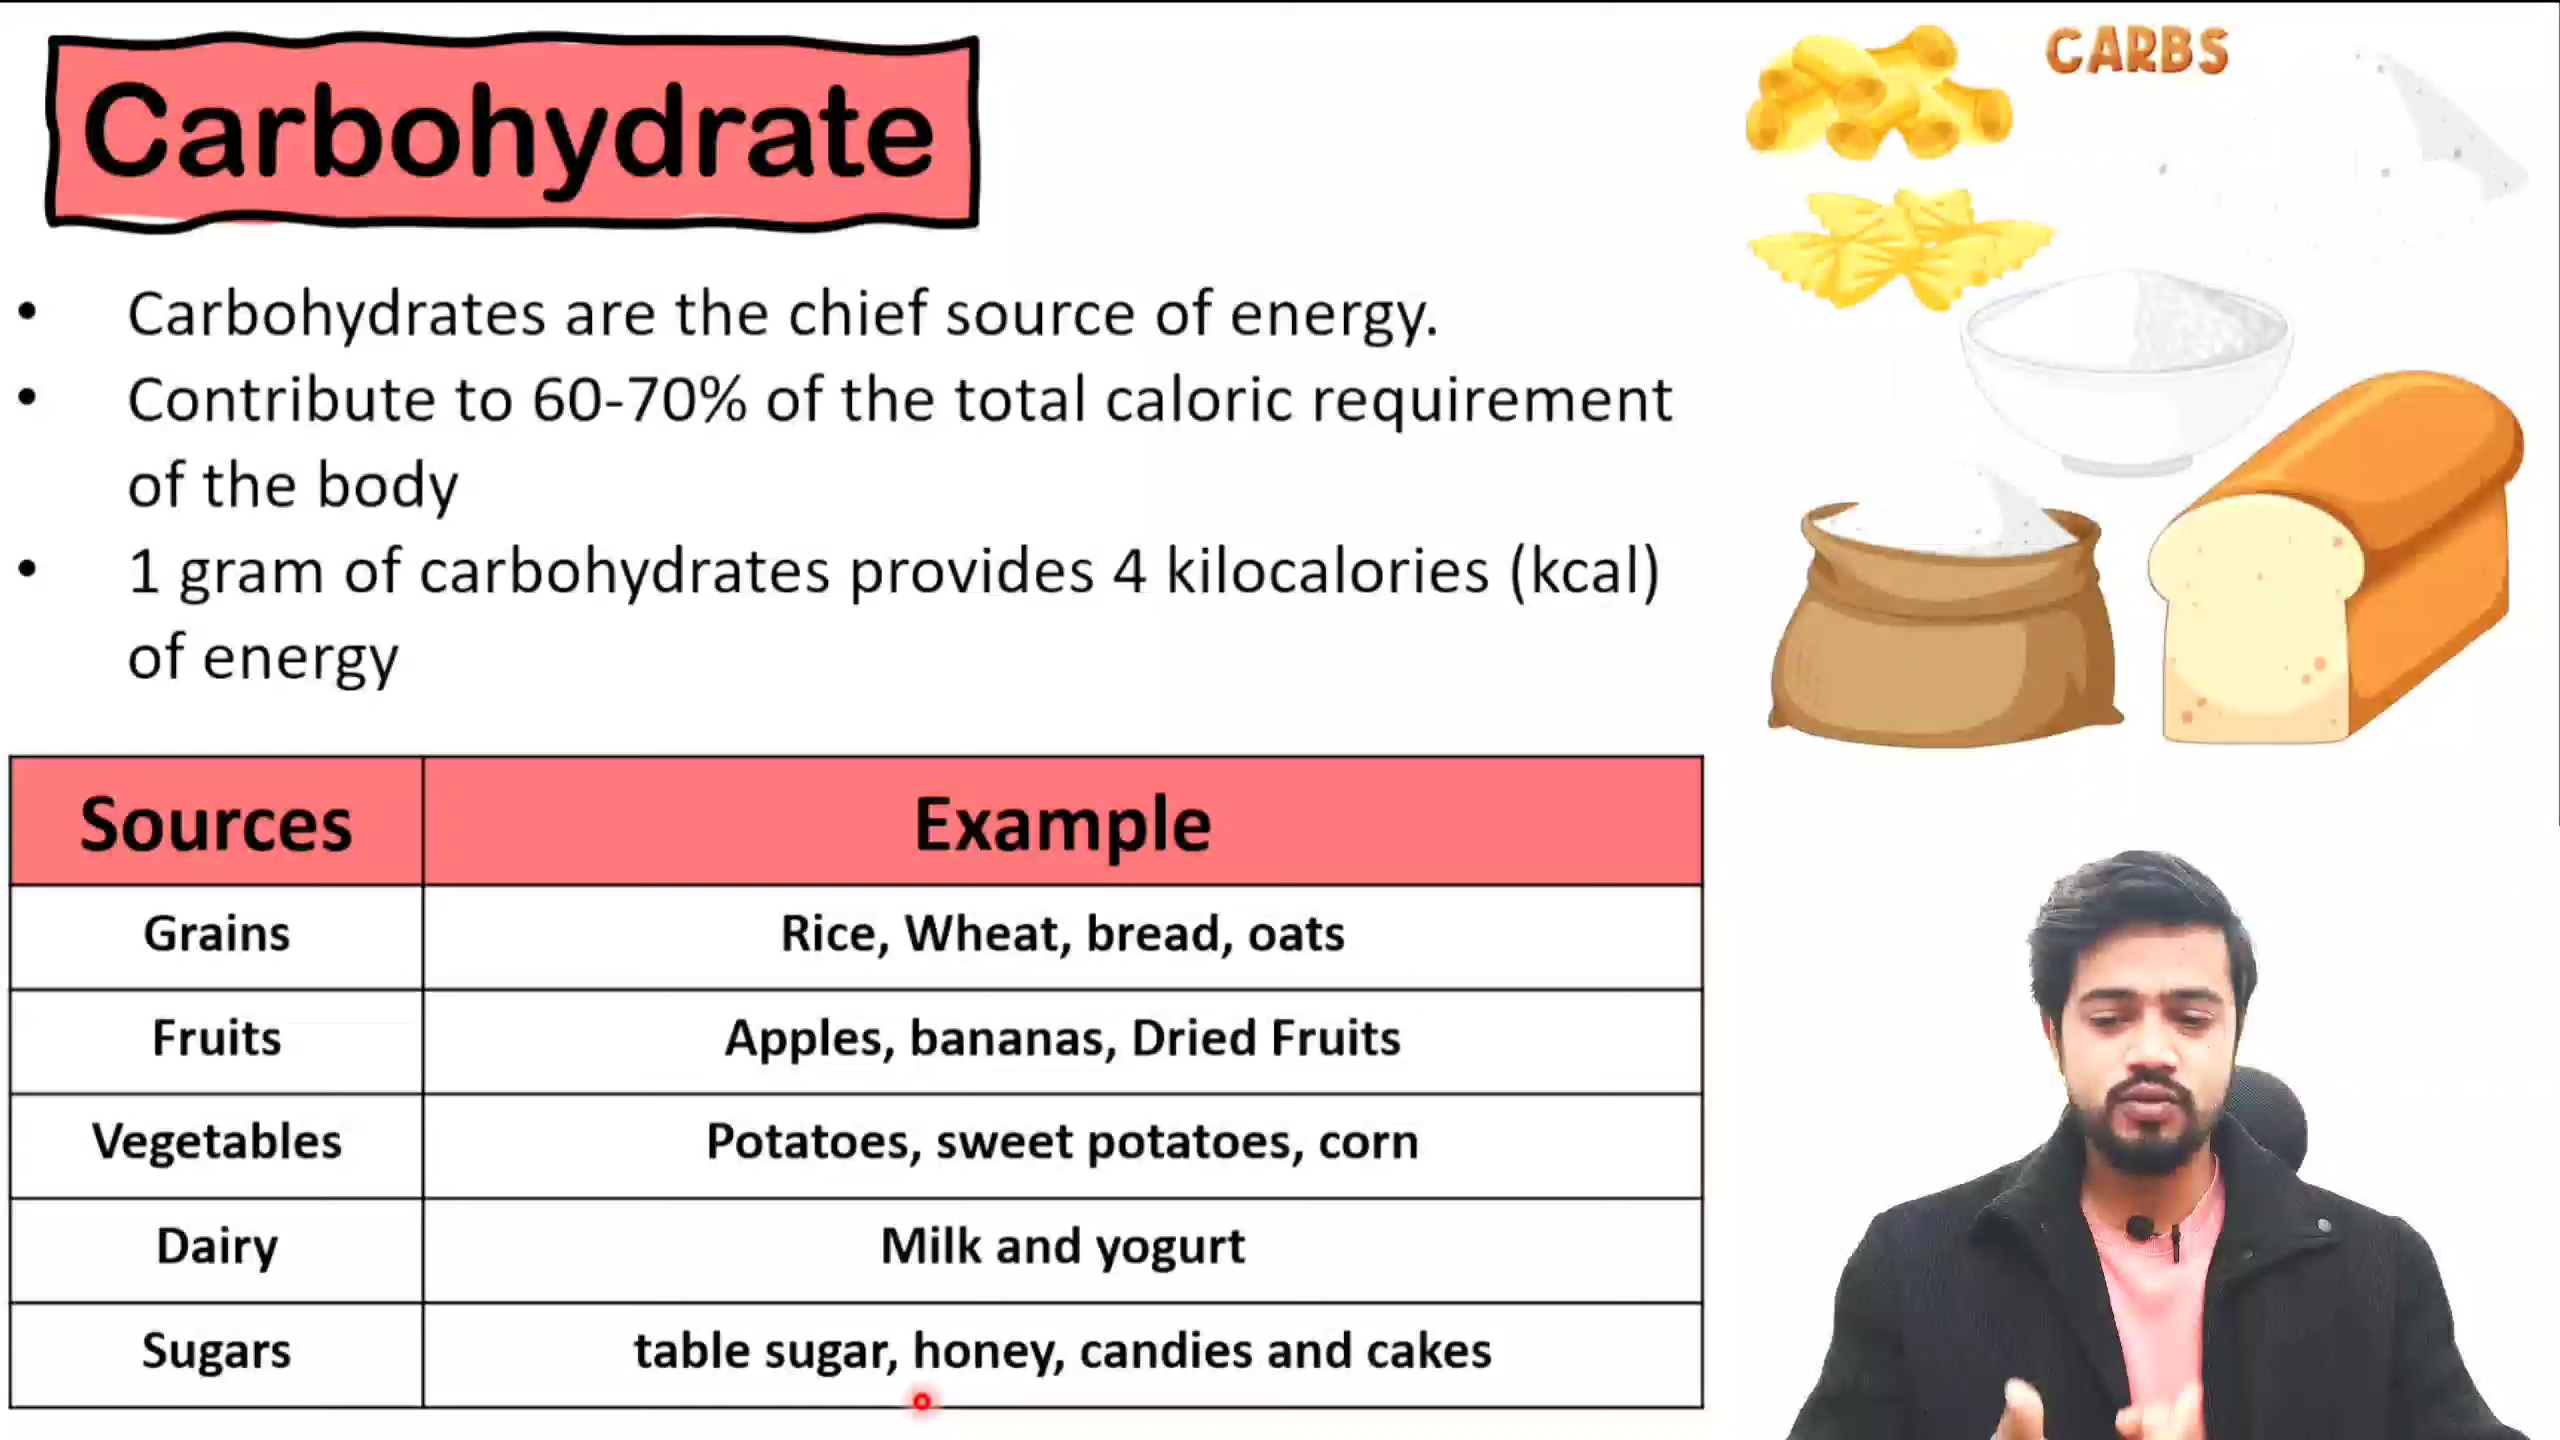 Carbohydrate
CARBS
• Carbohydrates are the chief source of energy.
• Contribute to 60-70% of the total caloric requirement
of the body
• 1 gram of carbohydrates provides 4 kilocalories (kcal)
of energy
Sources Example
Grains Rice, Wheat, bread, oats
Fruits Apples, bananas, Dried Fruits
Vegetables Potatoes, sweet potatoes, corn
Dairy Milk and yogurt
Sugars table sugar, honey, candies and cakes